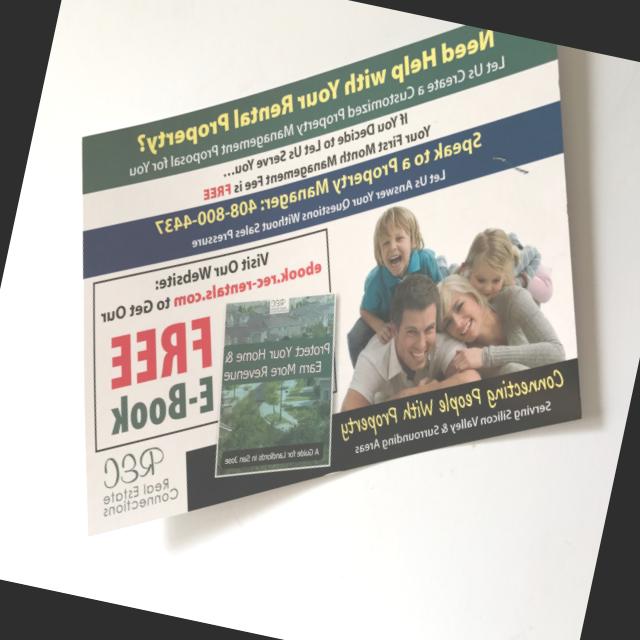 Need Help with Your Rental Property?
Let Us Create a Customized Property Management Proposal for You
If You Decide to Let Us Serve You...
Your First Month Management Fee is FREE
Speak to a Property Manager: 408-800-4437
Let Us Answer Your Questions Without Sales Pressure
Visit Our Website:
ebook.rec-rentals.com to Get Our
FREE
E-Book
Protect Your Home &
Earn More Revenue
A Guide for Landlords in San Jose
REC
Real Estate
Connections
Connecting People With Property
Serving Silicon Valley & Surrounding Areas